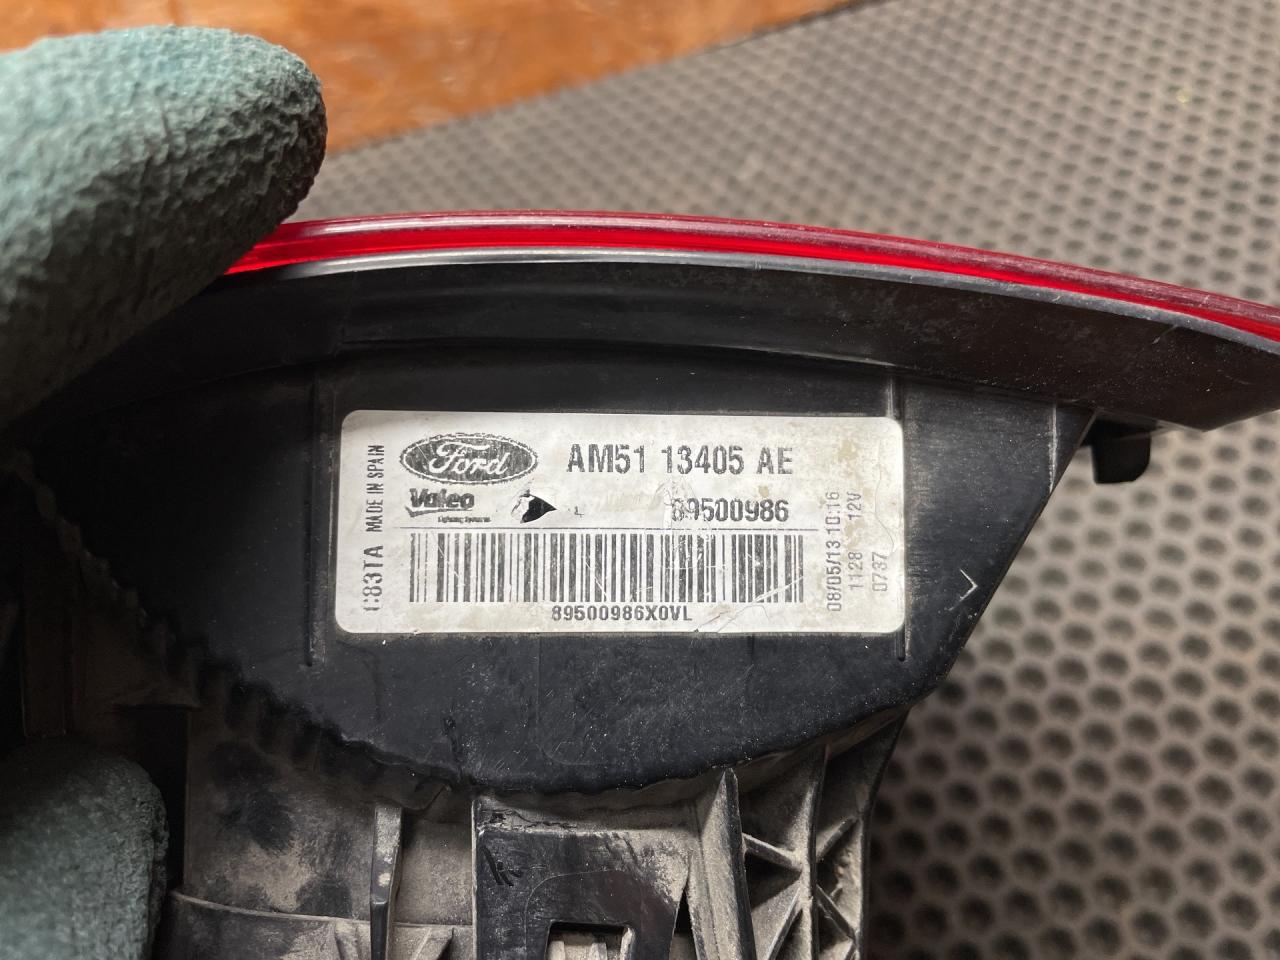 Ford
AM51 13405 AE
Valeo
89500986
89500986X0VL
MADE IN SPAIN
08/05/13 10:16
1128 12V
0737